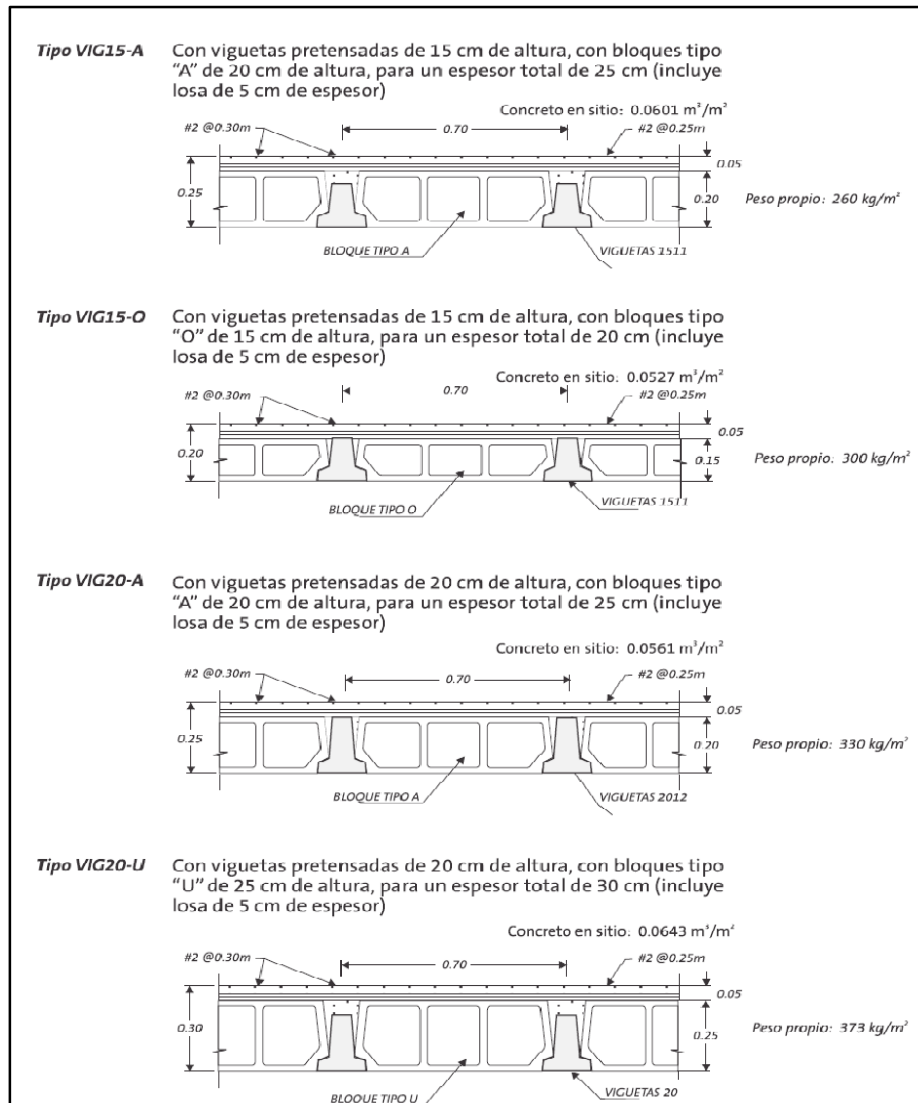 Tipo VIG15-A
Con viguetas pretensadas de 15 cm de altura, con bloques tipo
“A” de 20 cm de altura, para un espesor total de 25 cm (incluye
losa de 5 cm de espesor)
Concreto en sitio: 0.0601 m³/m²
#2 @0.30m
0.70
#2 @0.25m
0.05
0.25
0.20
Peso propio: 260 kg/m²
BLOQUE TIPO A
VIGUETAS 1511
Tipo VIG15-O
Con viguetas pretensadas de 15 cm de altura, con bloques tipo
“O” de 15 cm de altura, para un espesor total de 20 cm (incluye
losa de 5 cm de espesor)
Concreto en sitio: 0.0527 m³/m²
#2 @0.30m
0.70
#2 @0.25m
0.05
0.20
0.15
Peso propio: 300 kg/m²
BLOQUE TIPO O
VIGUETAS 1511
Tipo VIG20-A
Con viguetas pretensadas de 20 cm de altura, con bloques tipo
“A” de 20 cm de altura, para un espesor total de 25 cm (incluye
losa de 5 cm de espesor)
Concreto en sitio: 0.0561 m³/m²
#2 @0.30m
0.70
#2 @0.25m
0.05
0.25
0.20
Peso propio: 330 kg/m²
BLOQUE TIPO A
VIGUETAS 2012
Tipo VIG20-U
Con viguetas pretensadas de 20 cm de altura, con bloques tipo
“U” de 25 cm de altura, para un espesor total de 30 cm (incluye
losa de 5 cm de espesor)
Concreto en sitio: 0.0643 m³/m²
#2 @0.30m
0.70
#2 @0.25m
0.05
0.30
0.25
Peso propio: 373 kg/m²
BLOQUE TIPO U
VIGUETAS 20